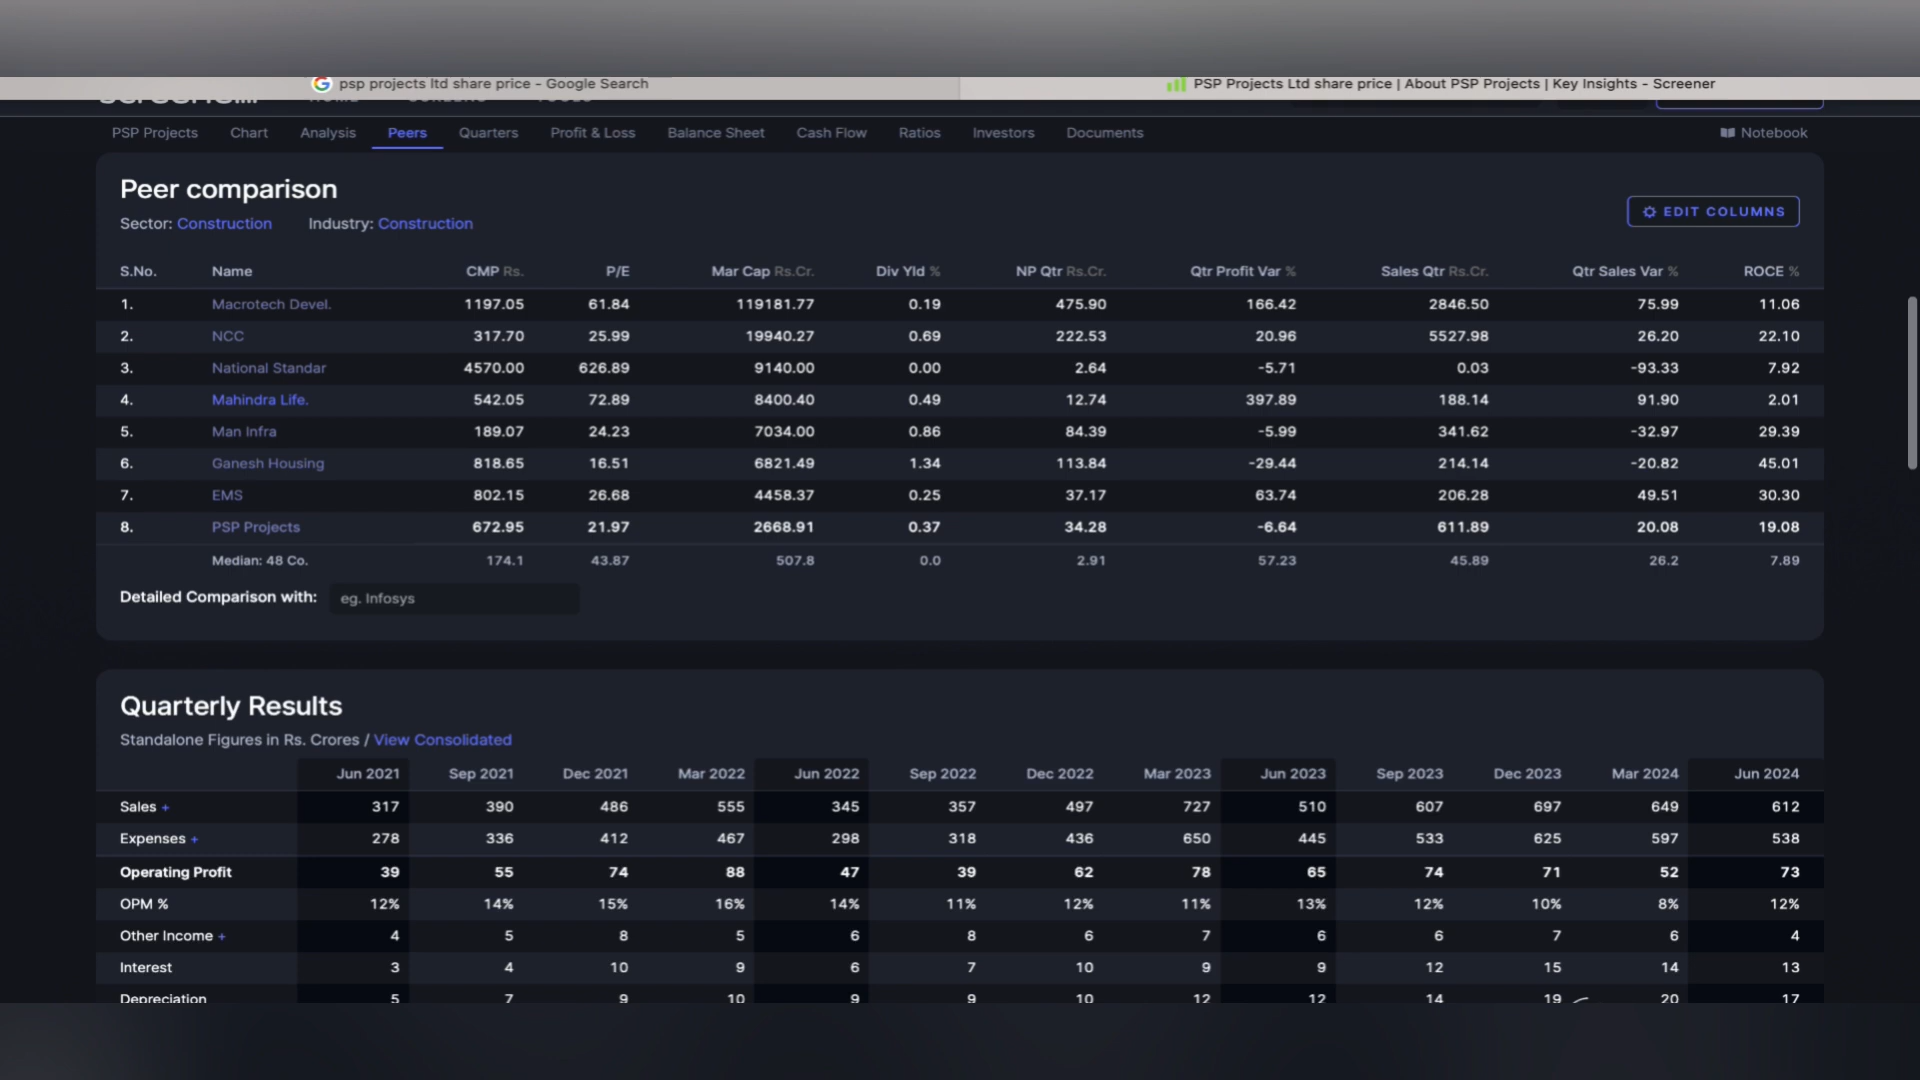 psp projects ltd share price - Google Search
PSP Projects Ltd share price | About PSP Projects | Key Insights - Screener
PSP Projects Chart Analysis Peers Quarters Profit & Loss Balance Sheet Cash Flow Ratios Investors Documents Notebook
Peer comparison
Sector: Construction Industry: Construction
EDIT COLUMNS
S.No. Name CMP Rs. P/E Mar Cap Rs.Cr. Div Yld % NP Qtr Rs.Cr. Qtr Profit Var % Sales Qtr Rs.Cr. Qtr Sales Var % ROCE %
1. Macrotech Devel. 1197.05 61.84 119181.77 0.19 475.90 166.42 2846.50 75.99 11.06
2. NCC 317.70 25.99 19940.27 0.69 222.53 20.96 5527.98 26.20 22.10
3. National Standar 4570.00 626.89 9140.00 0.00 2.64 -5.71 0.03 -93.33 7.92
4. Mahindra Life. 542.05 72.89 8400.40 0.49 12.74 397.89 188.14 91.90 2.01
5. Man Infra 189.07 24.23 7034.00 0.86 84.39 -5.99 341.62 -32.97 29.39
6. Ganesh Housing 818.65 16.51 6821.49 1.34 113.84 -29.44 214.14 -20.82 45.01
7. EMS 802.15 26.68 4458.37 0.25 37.17 63.74 206.28 49.51 30.30
8. PSP Projects 672.95 21.97 2668.91 0.37 34.28 -6.64 611.89 20.08 19.08
Median: 48 Co. 174.1 43.87 507.8 0.0 2.91 57.23 45.89 26.2 7.89
Detailed Comparison with: eg. Infosys
Quarterly Results
Standalone Figures in Rs. Crores / View Consolidated
Jun 2021 Sep 2021 Dec 2021 Mar 2022 Jun 2022 Sep 2022 Dec 2022 Mar 2023 Jun 2023 Sep 2023 Dec 2023 Mar 2024 Jun 2024
Sales + 317 390 486 555 345 357 497 727 510 607 697 649 612
Expenses + 278 336 412 467 298 318 436 650 445 533 625 597 538
Operating Profit 39 55 74 88 47 39 62 78 65 74 71 52 73
OPM % 12% 14% 15% 16% 14% 11% 12% 11% 13% 12% 10% 8% 12%
Other Income + 4 5 8 5 6 8 6 7 6 6 7 6 4
Interest 3 4 10 9 6 7 10 9 9 12 15 14 13
Depreciation 5 7 9 10 9 9 10 12 12 14 19 20 17